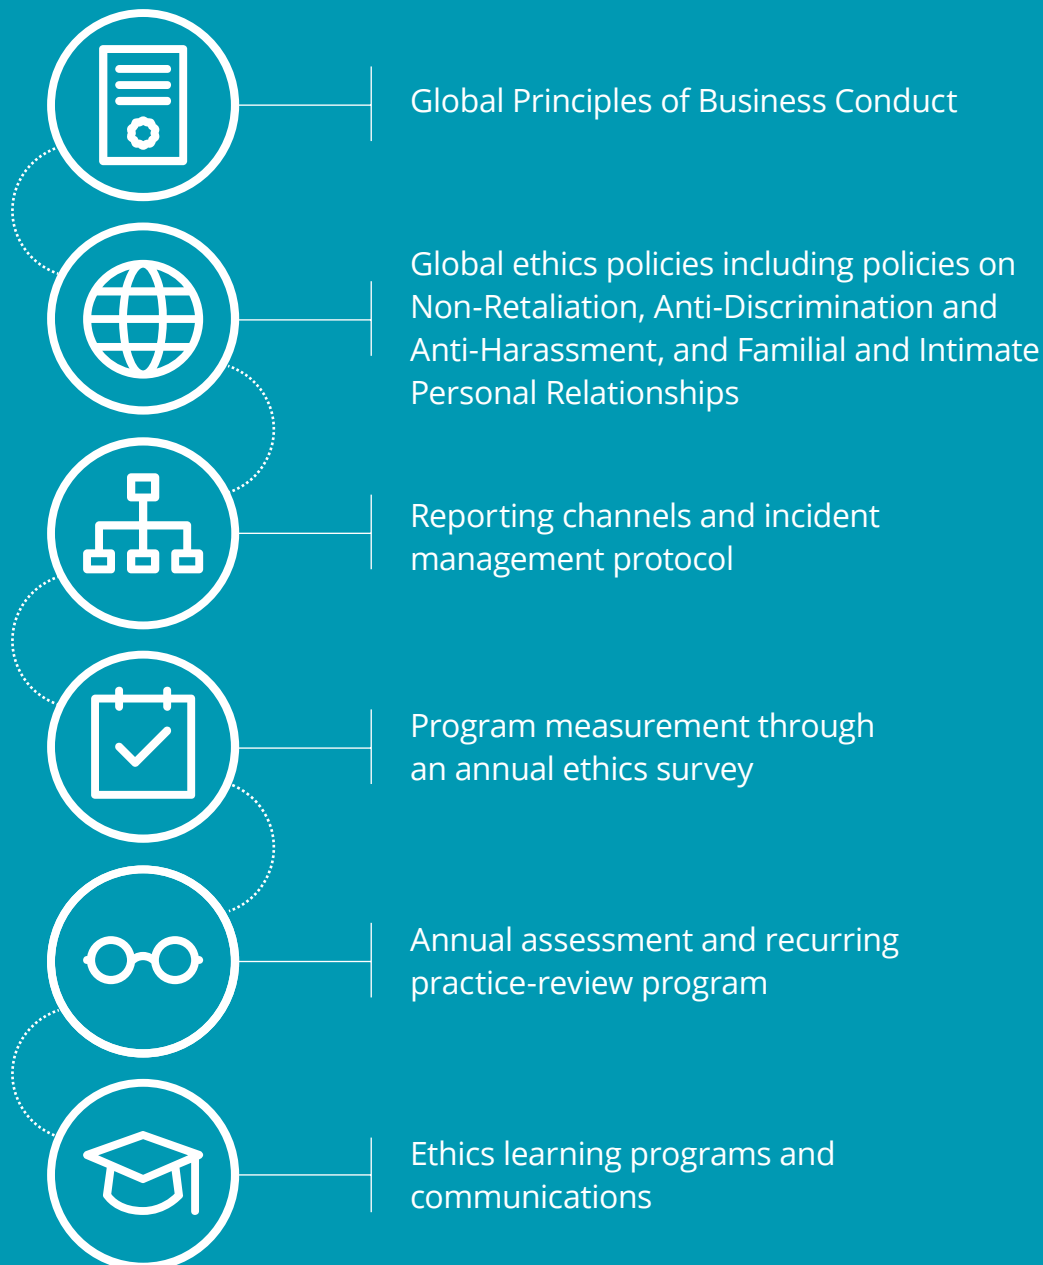 Global Principles of Business Conduct
Global ethics policies including policies on
Non-Retaliation, Anti-Discrimination and
Anti-Harassment, and Familial and Intimate
Personal Relationships
Reporting channels and incident
management protocol
Program measurement through
an annual ethics survey
Annual assessment and recurring
practice-review program
Ethics learning programs and
communications